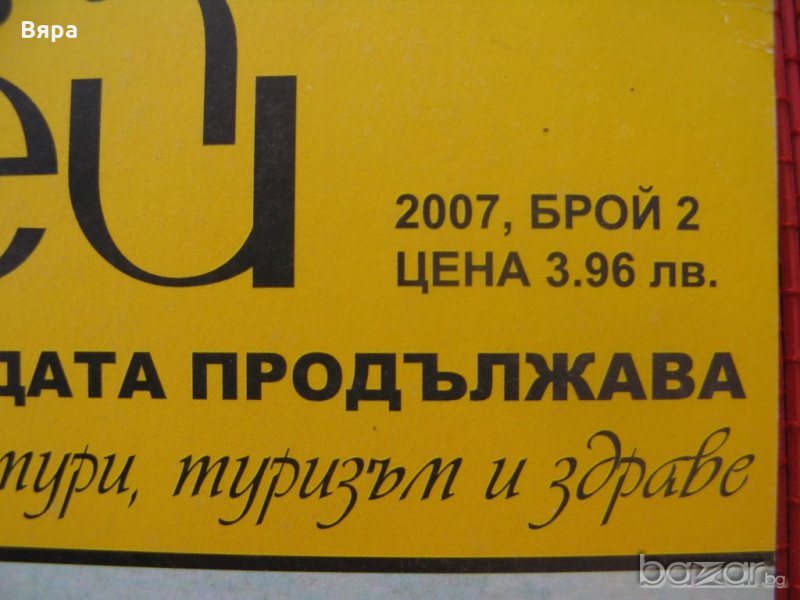 Вяра
2007, БРОЙ 2
ЦЕНА 3.96 лв.
ДАТА ПРОДЪЛЖАВА
тури, туризъм и здраве
bazar.bg